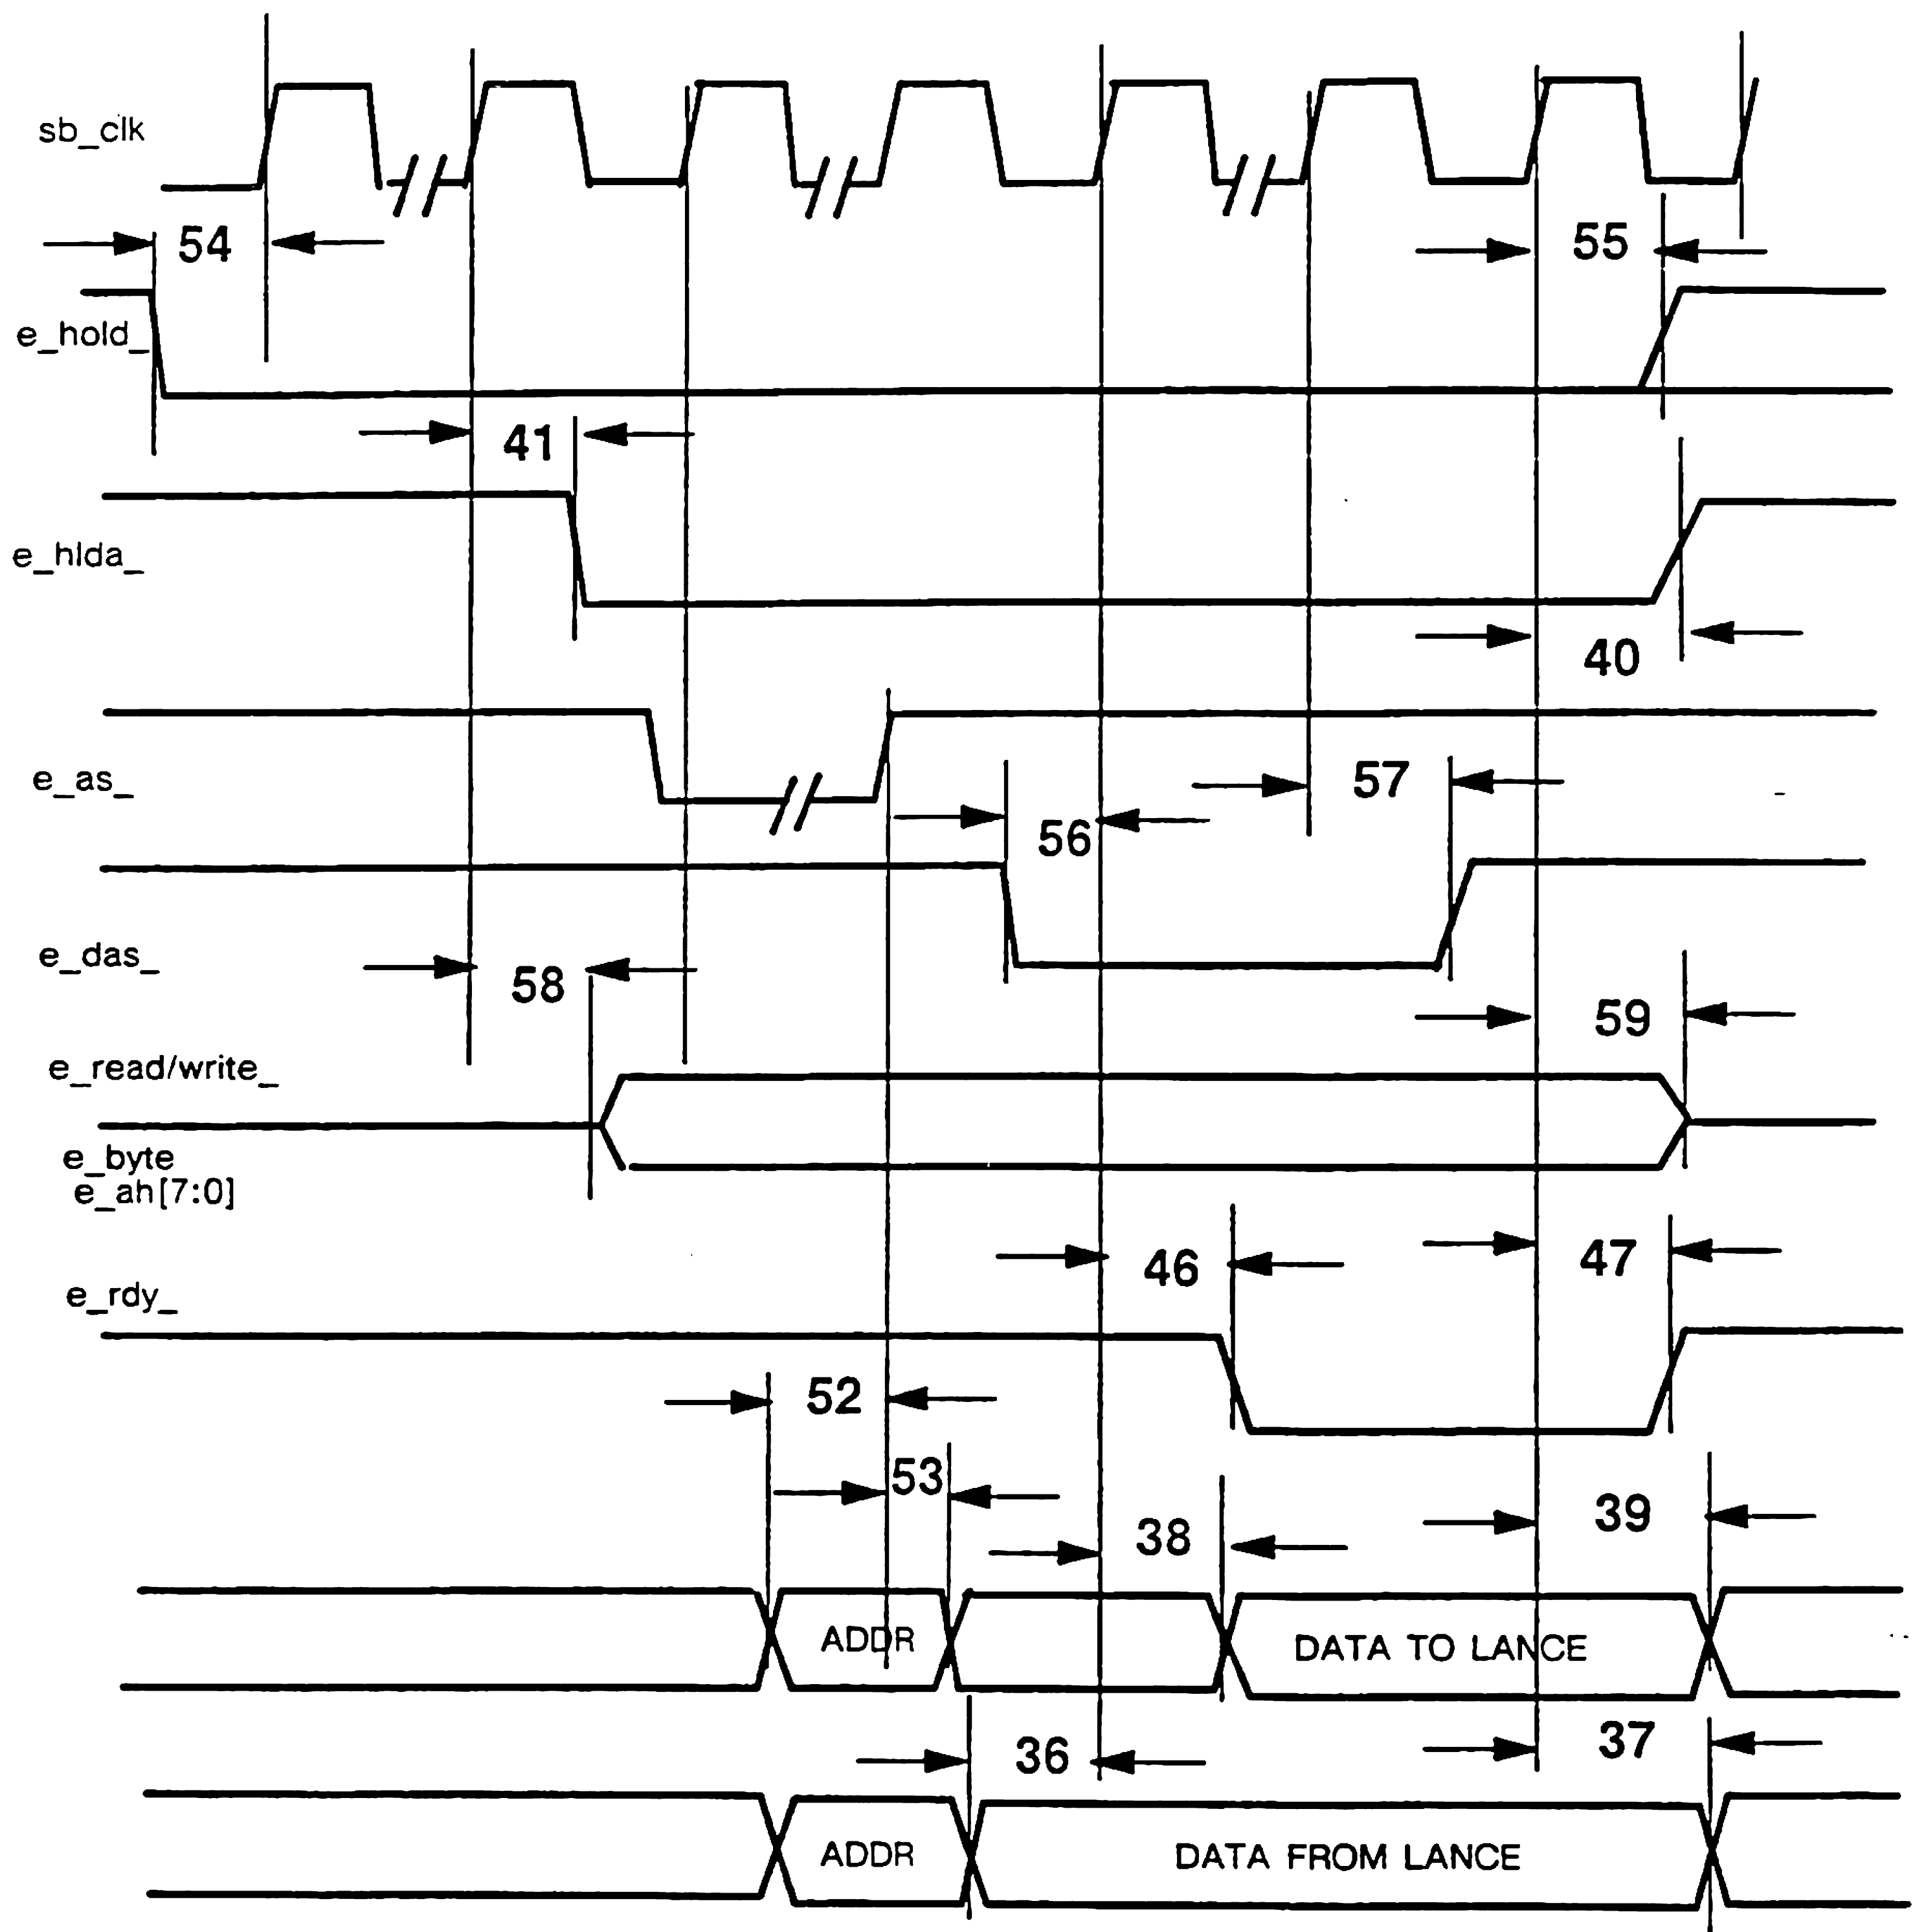 sb_clk
54
55
e_hold_
41
e_hlda_
40
e_as_
57
56
e_das_
58
59
e_read/write_
e_byte
e_ah[7:0]
46
47
e_rdy_
52
53
38
39
ADDR
DATA TO LANCE
36
37
ADDR
DATA FROM LANCE